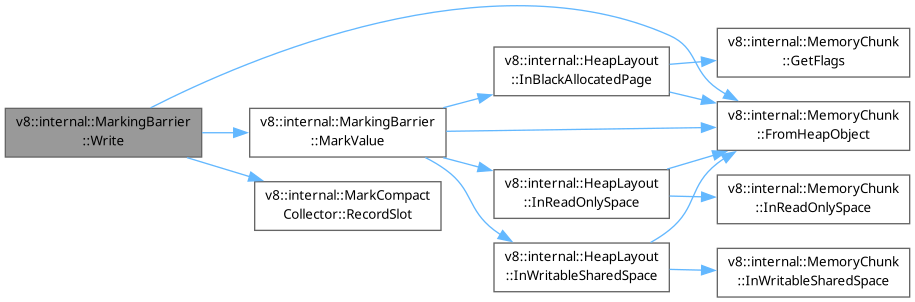 v8::internal::MarkingBarrier
::Write
v8::internal::MarkingBarrier
::MarkValue
v8::internal::MarkCompact
Collector::RecordSlot
v8::internal::HeapLayout
::InBlackAllocatedPage
v8::internal::HeapLayout
::InReadOnlySpace
v8::internal::HeapLayout
::InWritableSharedSpace
v8::internal::MemoryChunk
::GetFlags
v8::internal::MemoryChunk
::FromHeapObject
v8::internal::MemoryChunk
::InReadOnlySpace
v8::internal::MemoryChunk
::InWritableSharedSpace